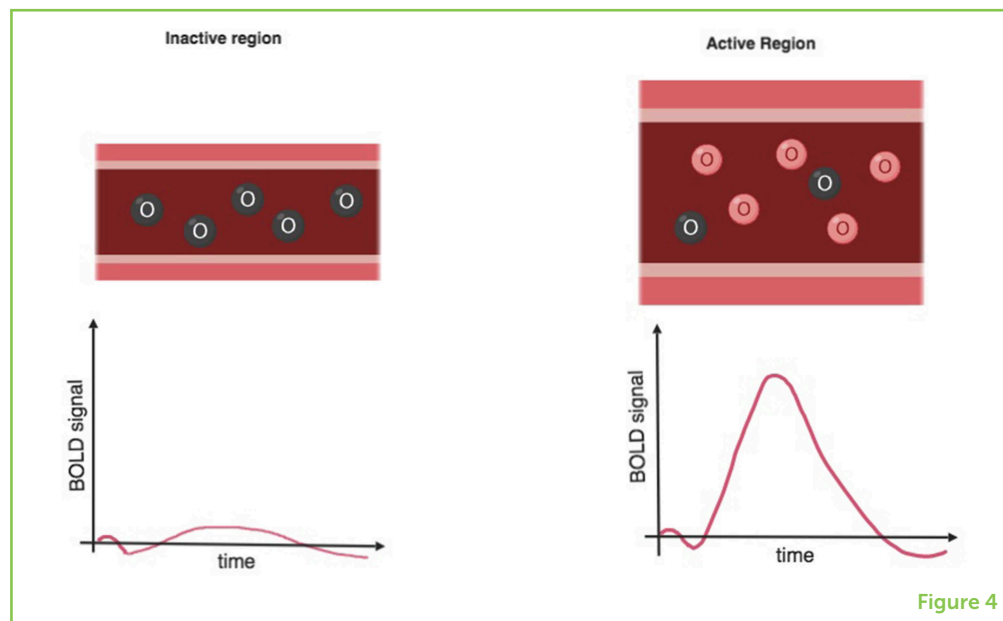 Inactive region
Active Region
O
O
O
O
O
O
O
O
O
O
O
O
BOLD signal
time
BOLD signal
time
Figure 4